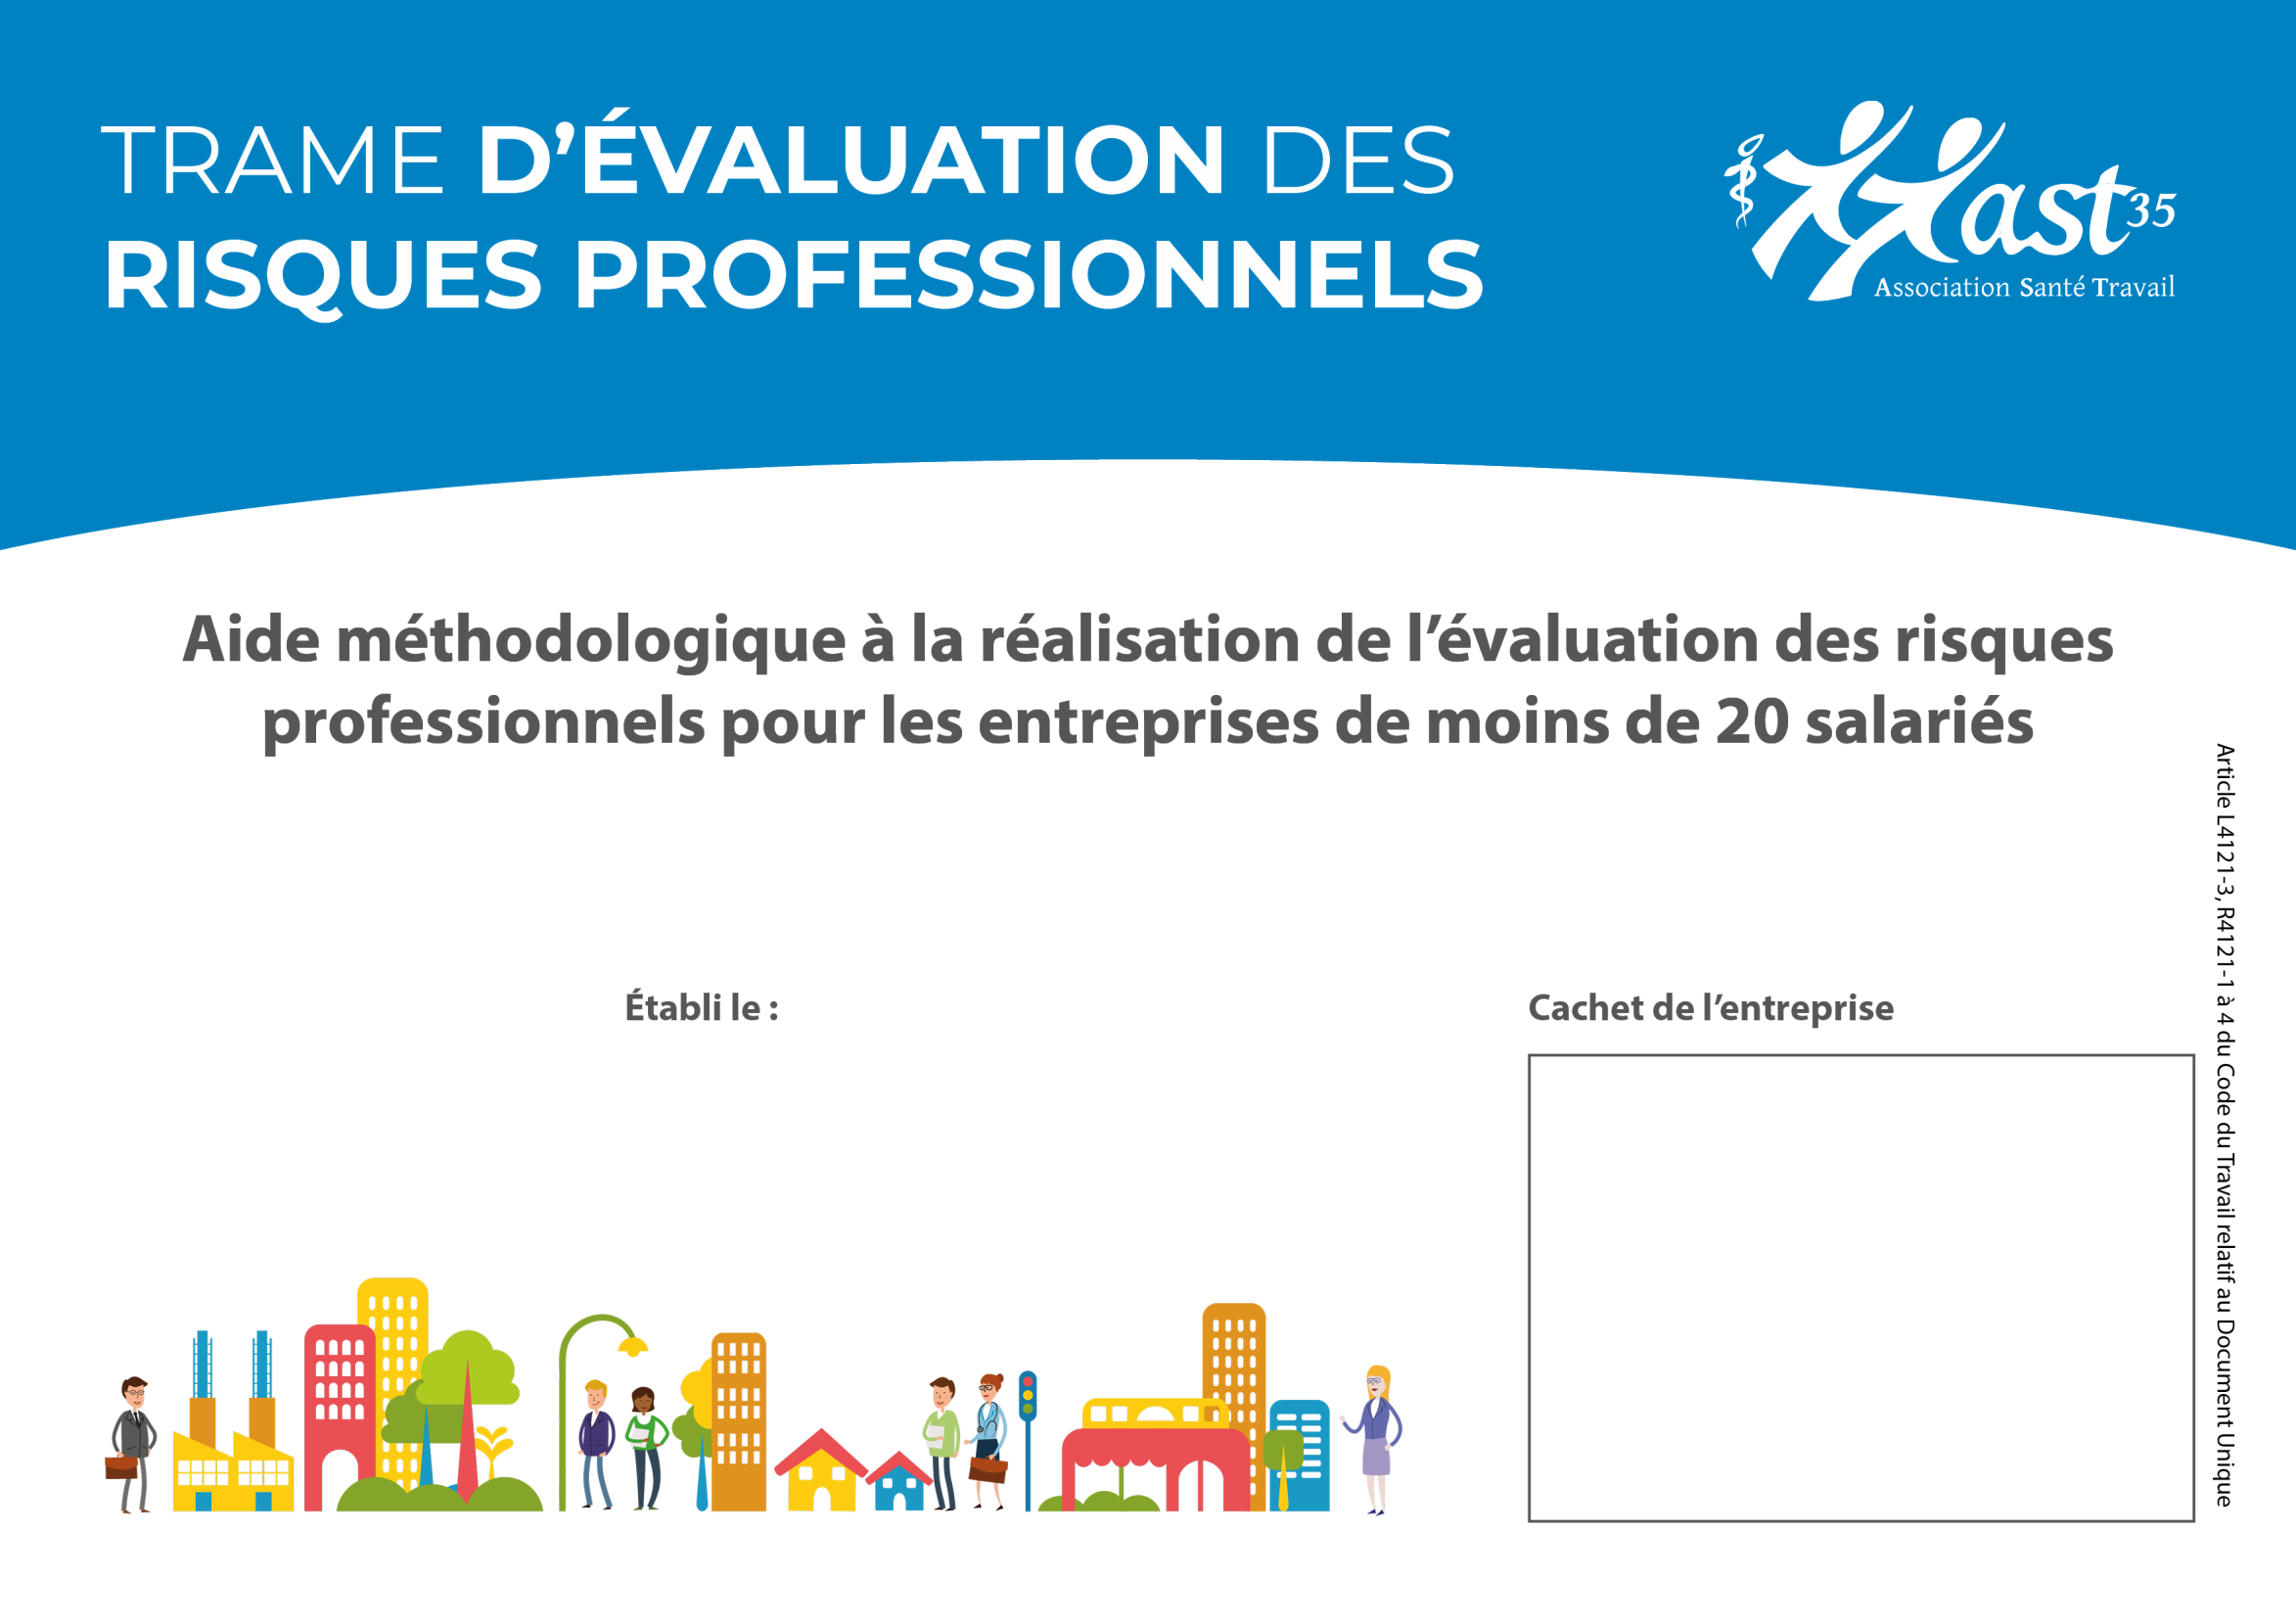 TRAME D’ÉVALUATION DES
RISQUES PROFESSIONNELS
ast35
Association Santé Travail
Aide méthodologique à la réalisation de l’évaluation des risques
professionnels pour les entreprises de moins de 20 salariés
Établi le :
Cachet de l’entreprise
Article L4121-3, R4121-1 à 4 du Code du Travail relatif au Document Unique